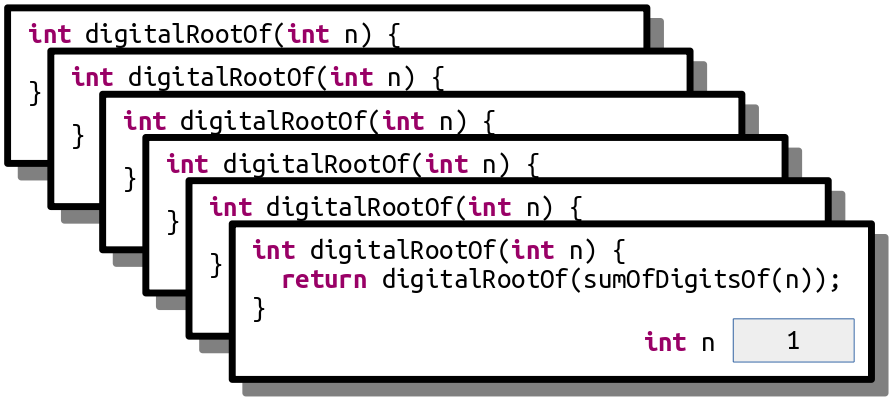 int digitalRootOf(int n) {
}
int digitalRootOf(int n) {
}
int digitalRootOf(int n) {
}
int digitalRootOf(int n) {
}
int digitalRootOf(int n) {
}
int digitalRootOf(int n) {
  return digitalRootOf(sumOfDigitsOf(n));
}
int n 1